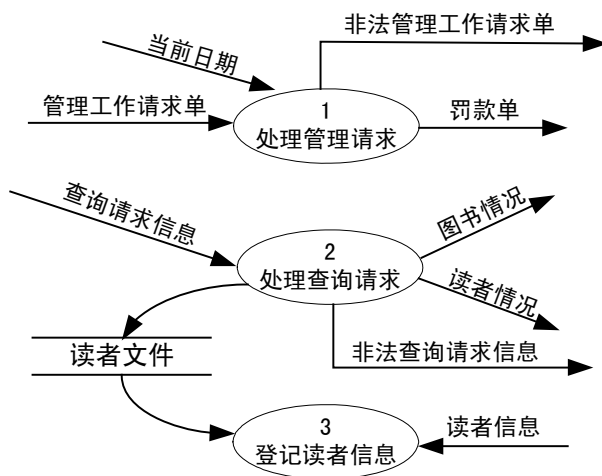 非法管理工作请求单
当前日期
管理工作请求单
1
处理管理请求
罚款单
查询请求信息
图书情况
2
处理查询请求
读者情况
读者文件
非法查询请求信息
3
登记读者信息
读者信息